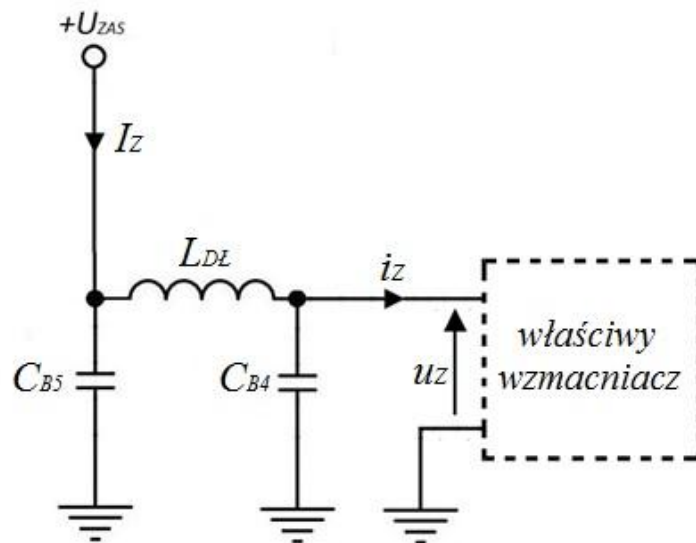 +UZAS
IZ
LDŁ
iZ
CB5
CB4
uZ
właściwy
wzmacniacz